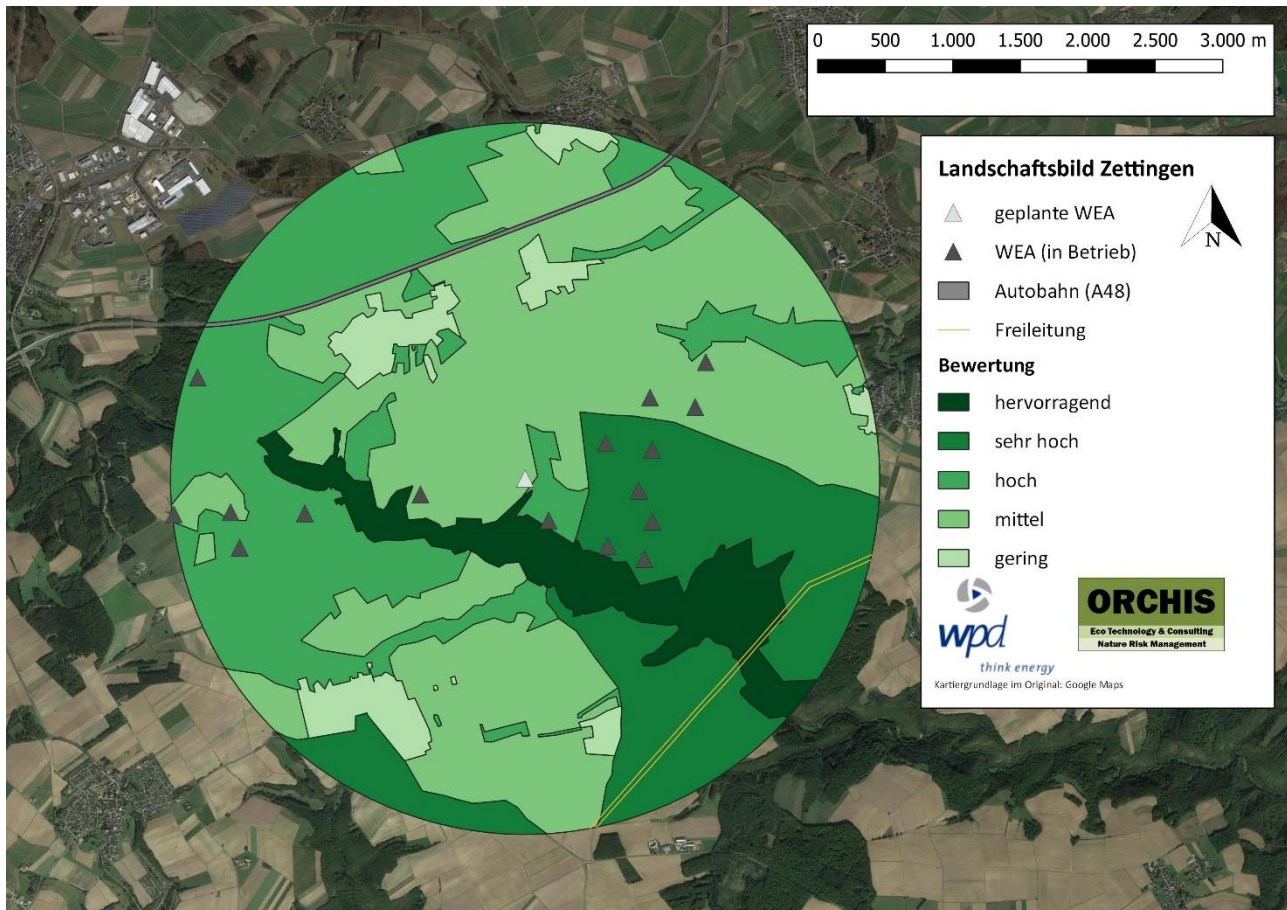 0 500 1.000 1.500 2.000 2.500 3.000 m
Landschaftsbild Zettingen
geplante WEA
WEA (in Betrieb)
Autobahn (A48)
Freileitung
N
Bewertung
hervorragend
sehr hoch
hoch
mittel
gering
wpd
think energy
ORCHIS
Eco Technology & Consulting
Nature Risk Management
Kartiergrundlage im Original: Google Maps